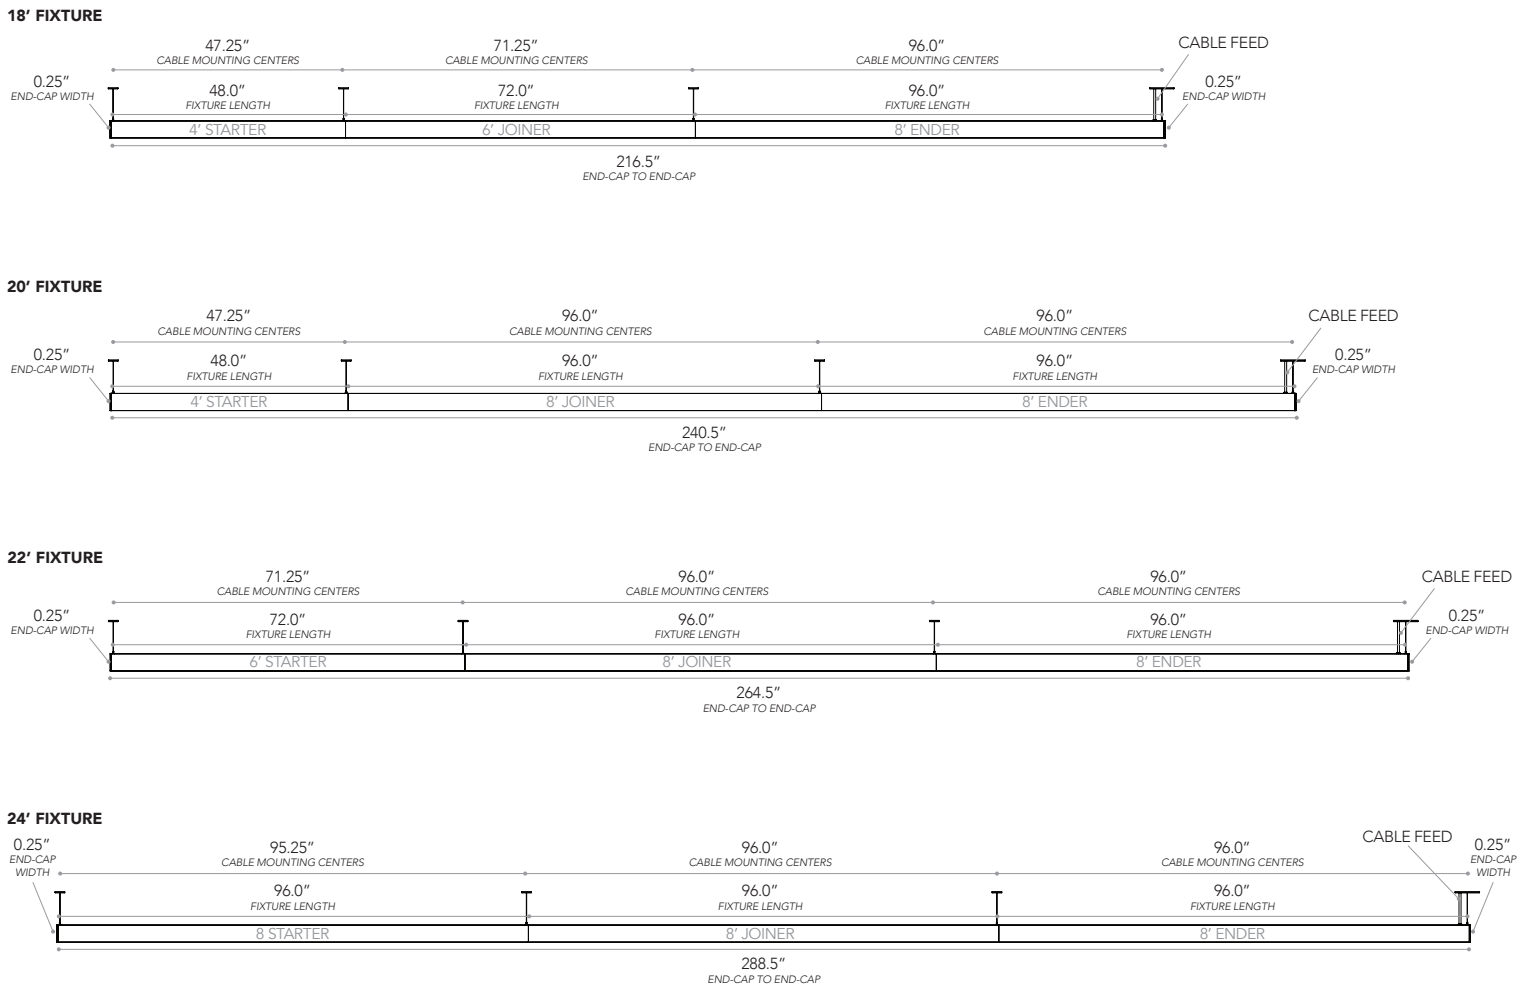 18’ FIXTURE
47.25” 71.25” 96.0” CABLE FEED
CABLE MOUNTING CENTERS CABLE MOUNTING CENTERS CABLE MOUNTING CENTERS
0.25” 48.0” 72.0” 96.0” 0.25”
END-CAP WIDTH FIXTURE LENGTH FIXTURE LENGTH FIXTURE LENGTH END-CAP WIDTH
4’ STARTER 6’ JOINER 8’ ENDER
216.5”
END-CAP TO END-CAP
20’ FIXTURE
47.25” 96.0” 96.0” CABLE FEED
CABLE MOUNTING CENTERS CABLE MOUNTING CENTERS CABLE MOUNTING CENTERS
0.25” 48.0” 96.0” 96.0” 0.25”
END-CAP WIDTH FIXTURE LENGTH FIXTURE LENGTH FIXTURE LENGTH END-CAP WIDTH
4’ STARTER 8’ JOINER 8’ ENDER
240.5”
END-CAP TO END-CAP
22’ FIXTURE
71.25” 96.0” 96.0” CABLE FEED
CABLE MOUNTING CENTERS CABLE MOUNTING CENTERS CABLE MOUNTING CENTERS
0.25” 72.0” 96.0” 96.0” 0.25”
END-CAP WIDTH FIXTURE LENGTH FIXTURE LENGTH FIXTURE LENGTH END-CAP WIDTH
6’ STARTER 8’ JOINER 8’ ENDER
264.5”
END-CAP TO END-CAP
24’ FIXTURE
0.25” 95.25” 96.0” 96.0” CABLE FEED 0.25”
END-CAP CABLE MOUNTING CENTERS CABLE MOUNTING CENTERS CABLE MOUNTING CENTERS END-CAP
WIDTH WIDTH
96.0” 96.0” 96.0”
FIXTURE LENGTH FIXTURE LENGTH FIXTURE LENGTH
8 STARTER 8’ JOINER 8’ ENDER
288.5”
END-CAP TO END-CAP